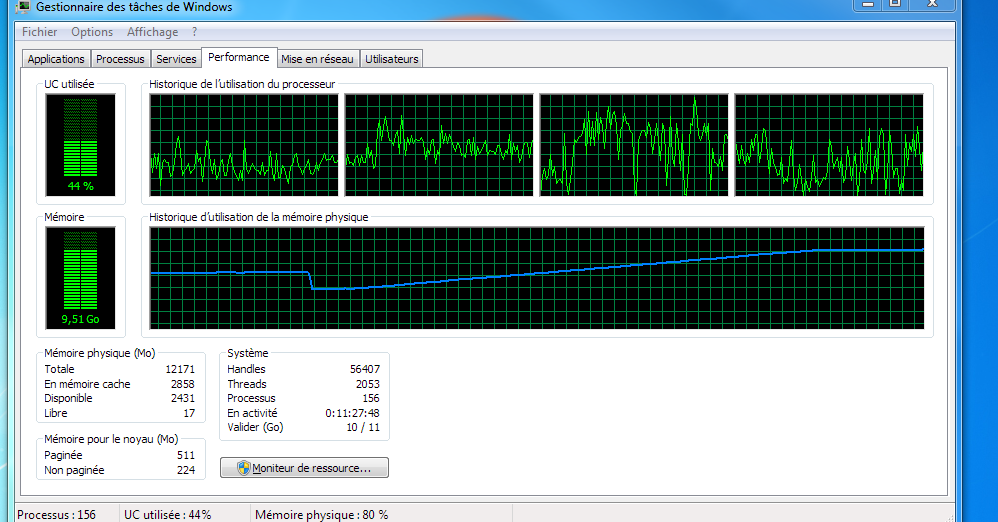 Gestionnaire des tâches de Windows
Fichier Options Affichage ?
Applications Processus Services Performance Mise en réseau Utilisateurs
UC utilisée Historique de l'utilisation du processeur
44 %
Mémoire Historique d'utilisation de la mémoire physique
9,51 Go
Mémoire physique (Mo)
Totale 12171
En mémoire cache 2858
Disponible 2431
Libre 17
Mémoire pour le noyau (Mo)
Paginée 511
Non paginée 224
Système
Handles 56407
Threads 2053
Processus 156
En activité 0:11:27:48
Valider (Go) 10 / 11
Moniteur de ressource...
Processus : 156 UC utilisée : 44% Mémoire physique : 80 %